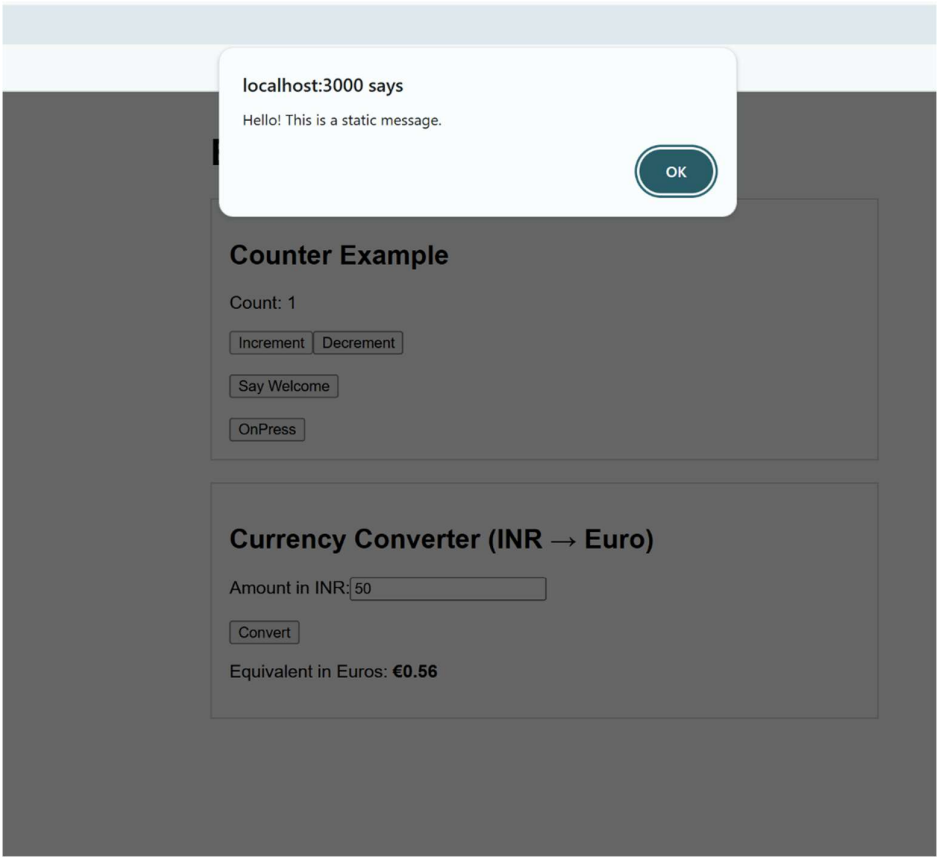 localhost:3000 says
Hello! This is a static message.
OK
Counter Example
Count: 1
Increment Decrement
Say Welcome
OnPress
Currency Converter (INR → Euro)
Amount in INR: 50
Convert
Equivalent in Euros: €0.56